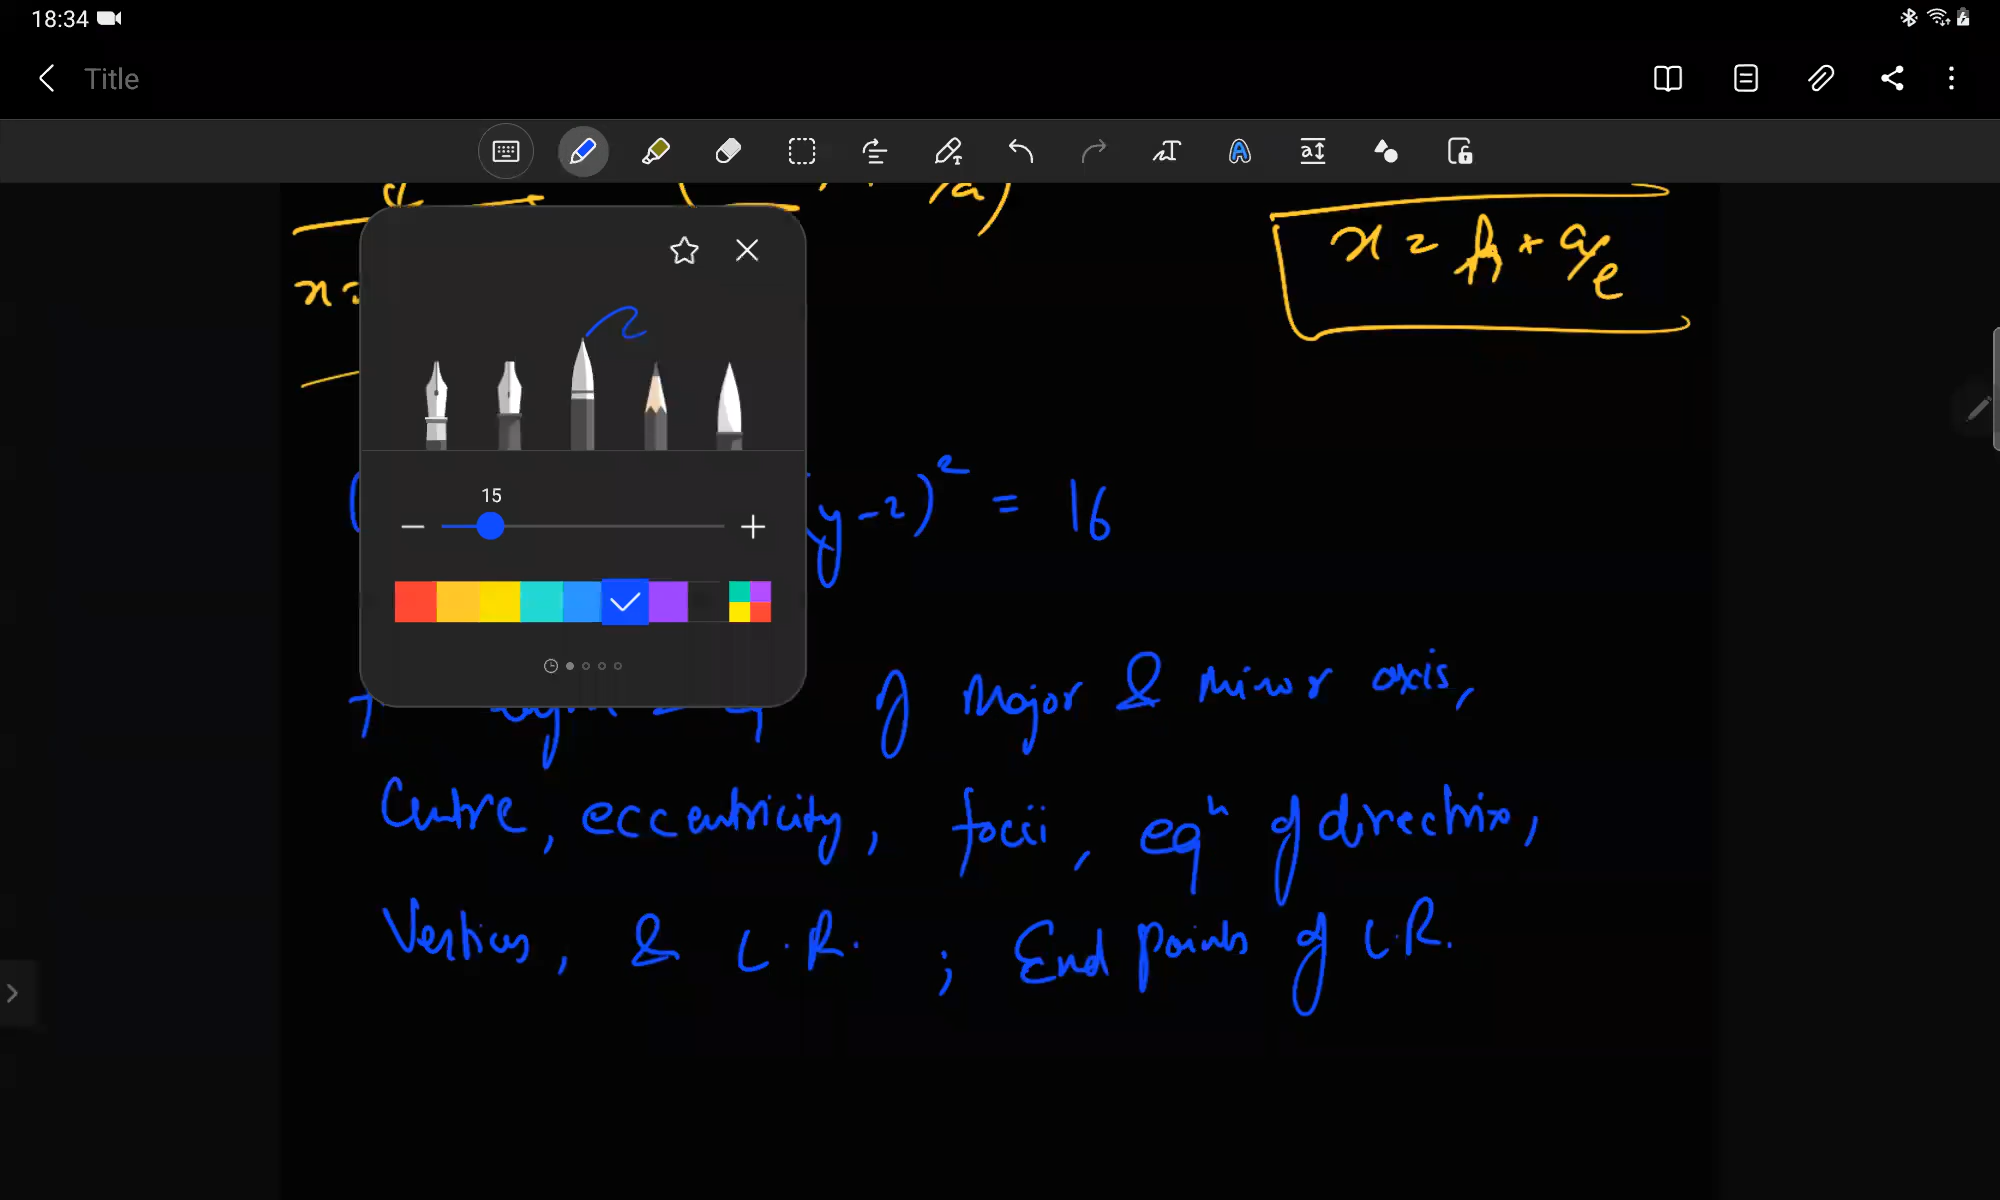 18:34
Title
x = h + a/e
x =
15
(y-2)² = 16
of Major & minor axis,
Centre, eccentricity, focii, eqⁿ of directrix,
Vertices, & L.R. ; End points of L.R.